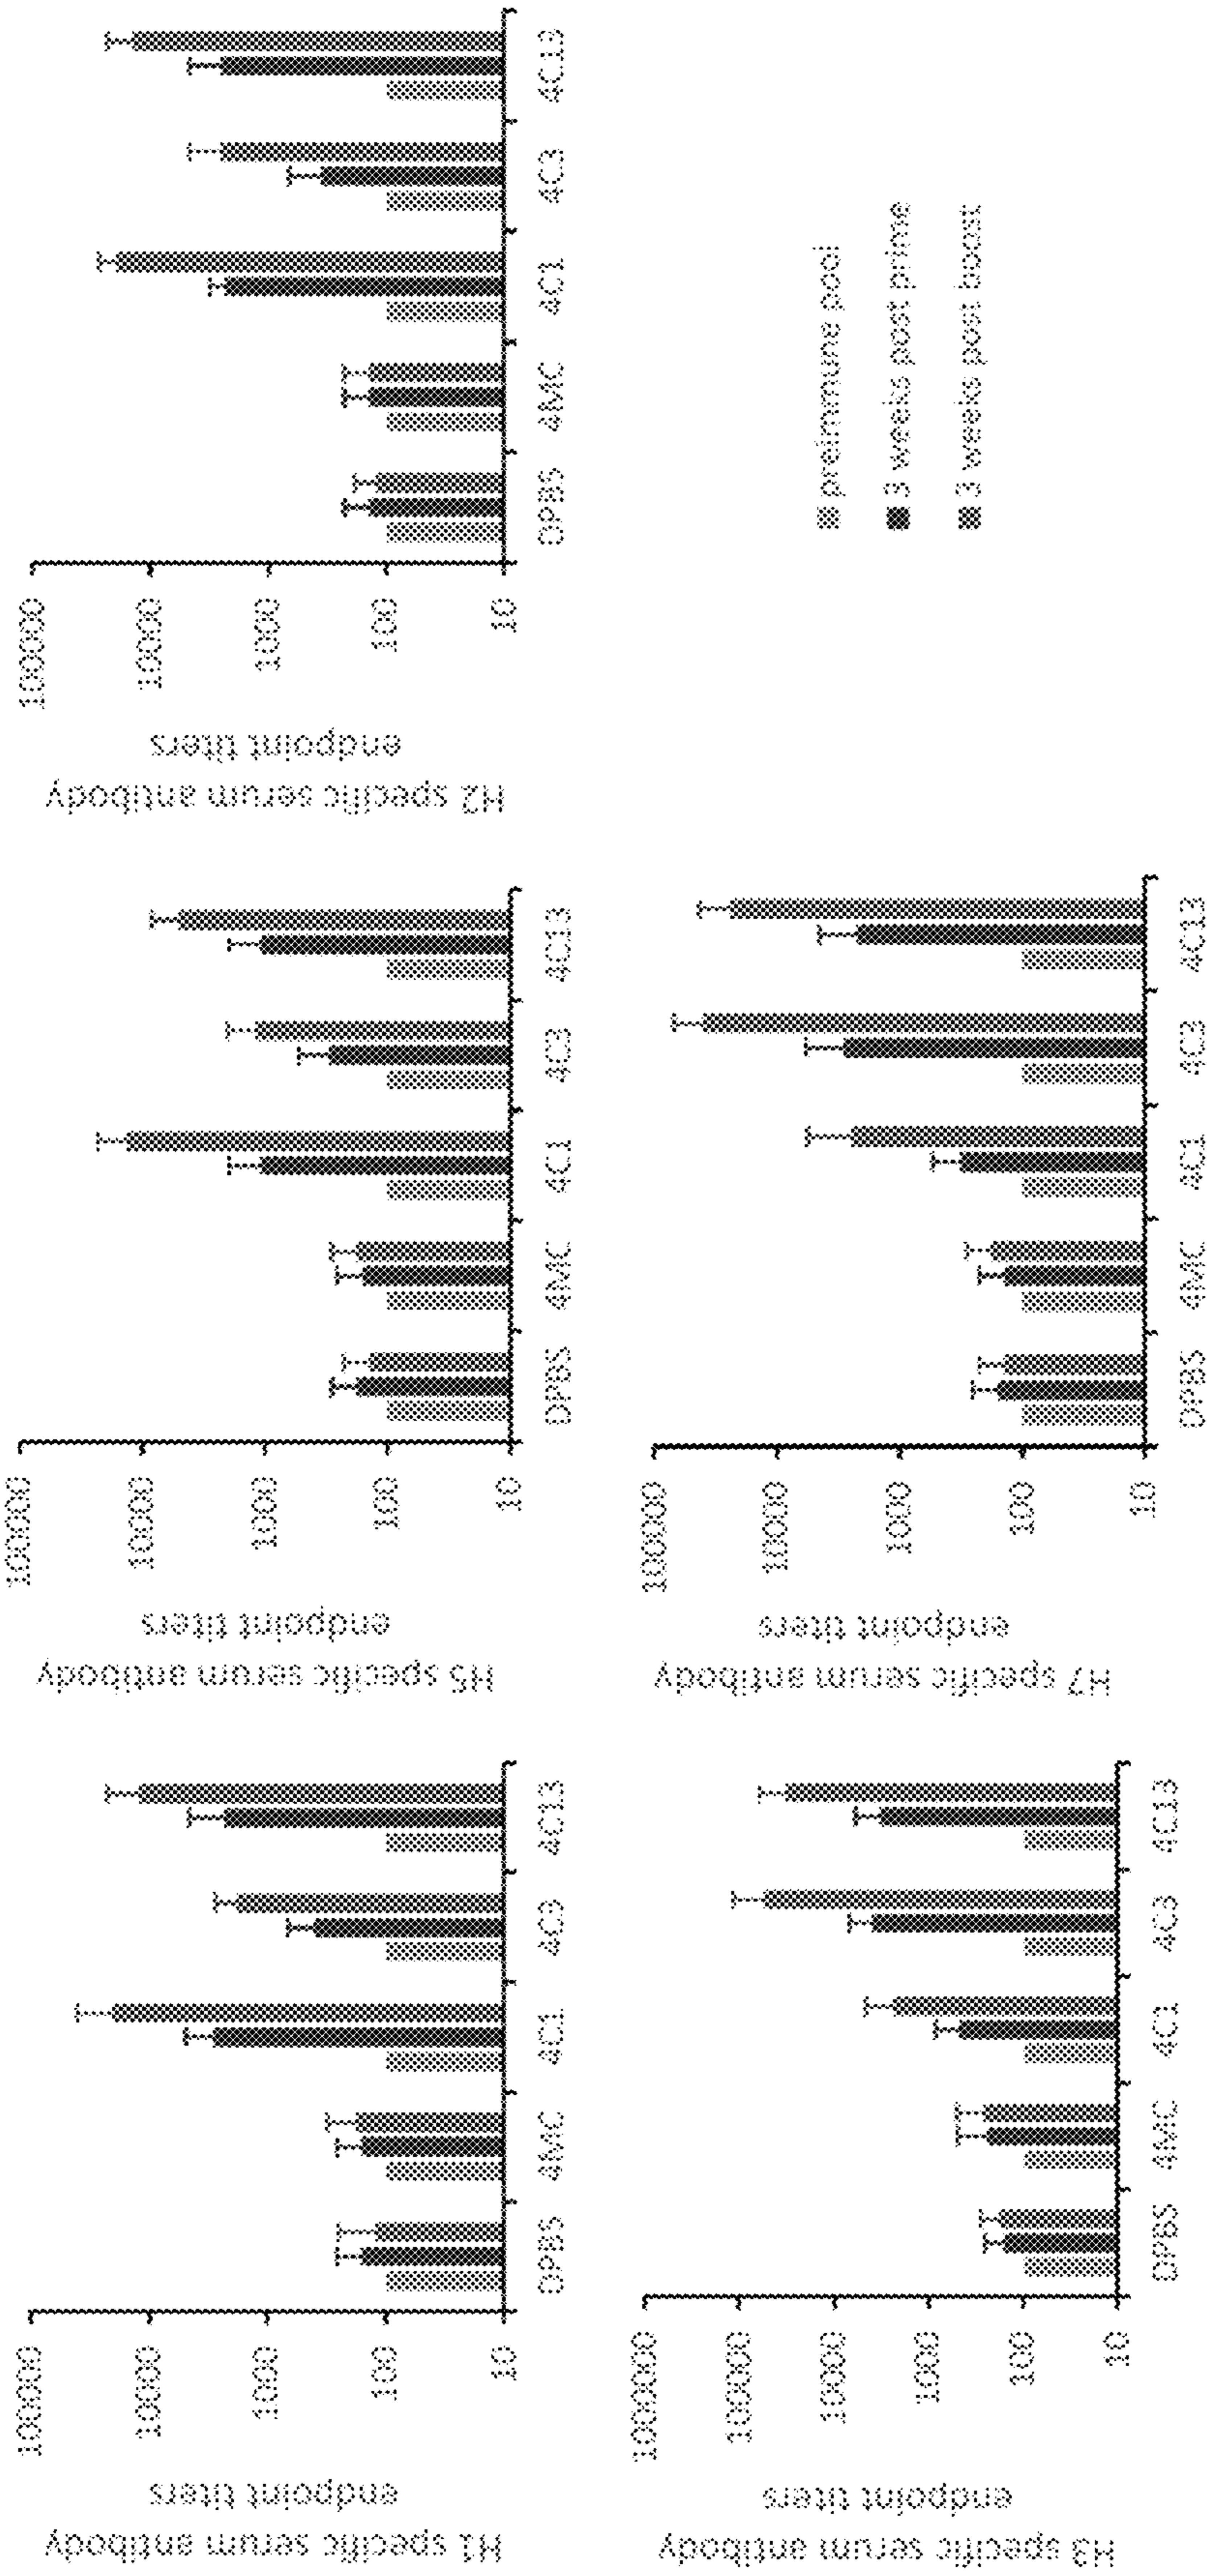 H1 specific serum antibody
endpoint titers
100000
10000
1000
100
10
DPBS 4MC 4C1 4C3 4C13
H5 specific serum antibody
endpoint titers
100000
10000
1000
100
10
DPBS 4MC 4C1 4C3 4C13
H2 specific serum antibody
endpoint titers
100000
10000
1000
100
10
DPBS 4MC 4C1 4C3 4C13
H3 specific serum antibody
endpoint titers
1000000
100000
10000
1000
100
10
DPBS 4MC 4C1 4C3 4C13
H7 specific serum antibody
endpoint titers
100000
10000
1000
100
10
DPBS 4MC 4C1 4C3 4C13
preimmune pool
3 weeks post prime
3 weeks post boost